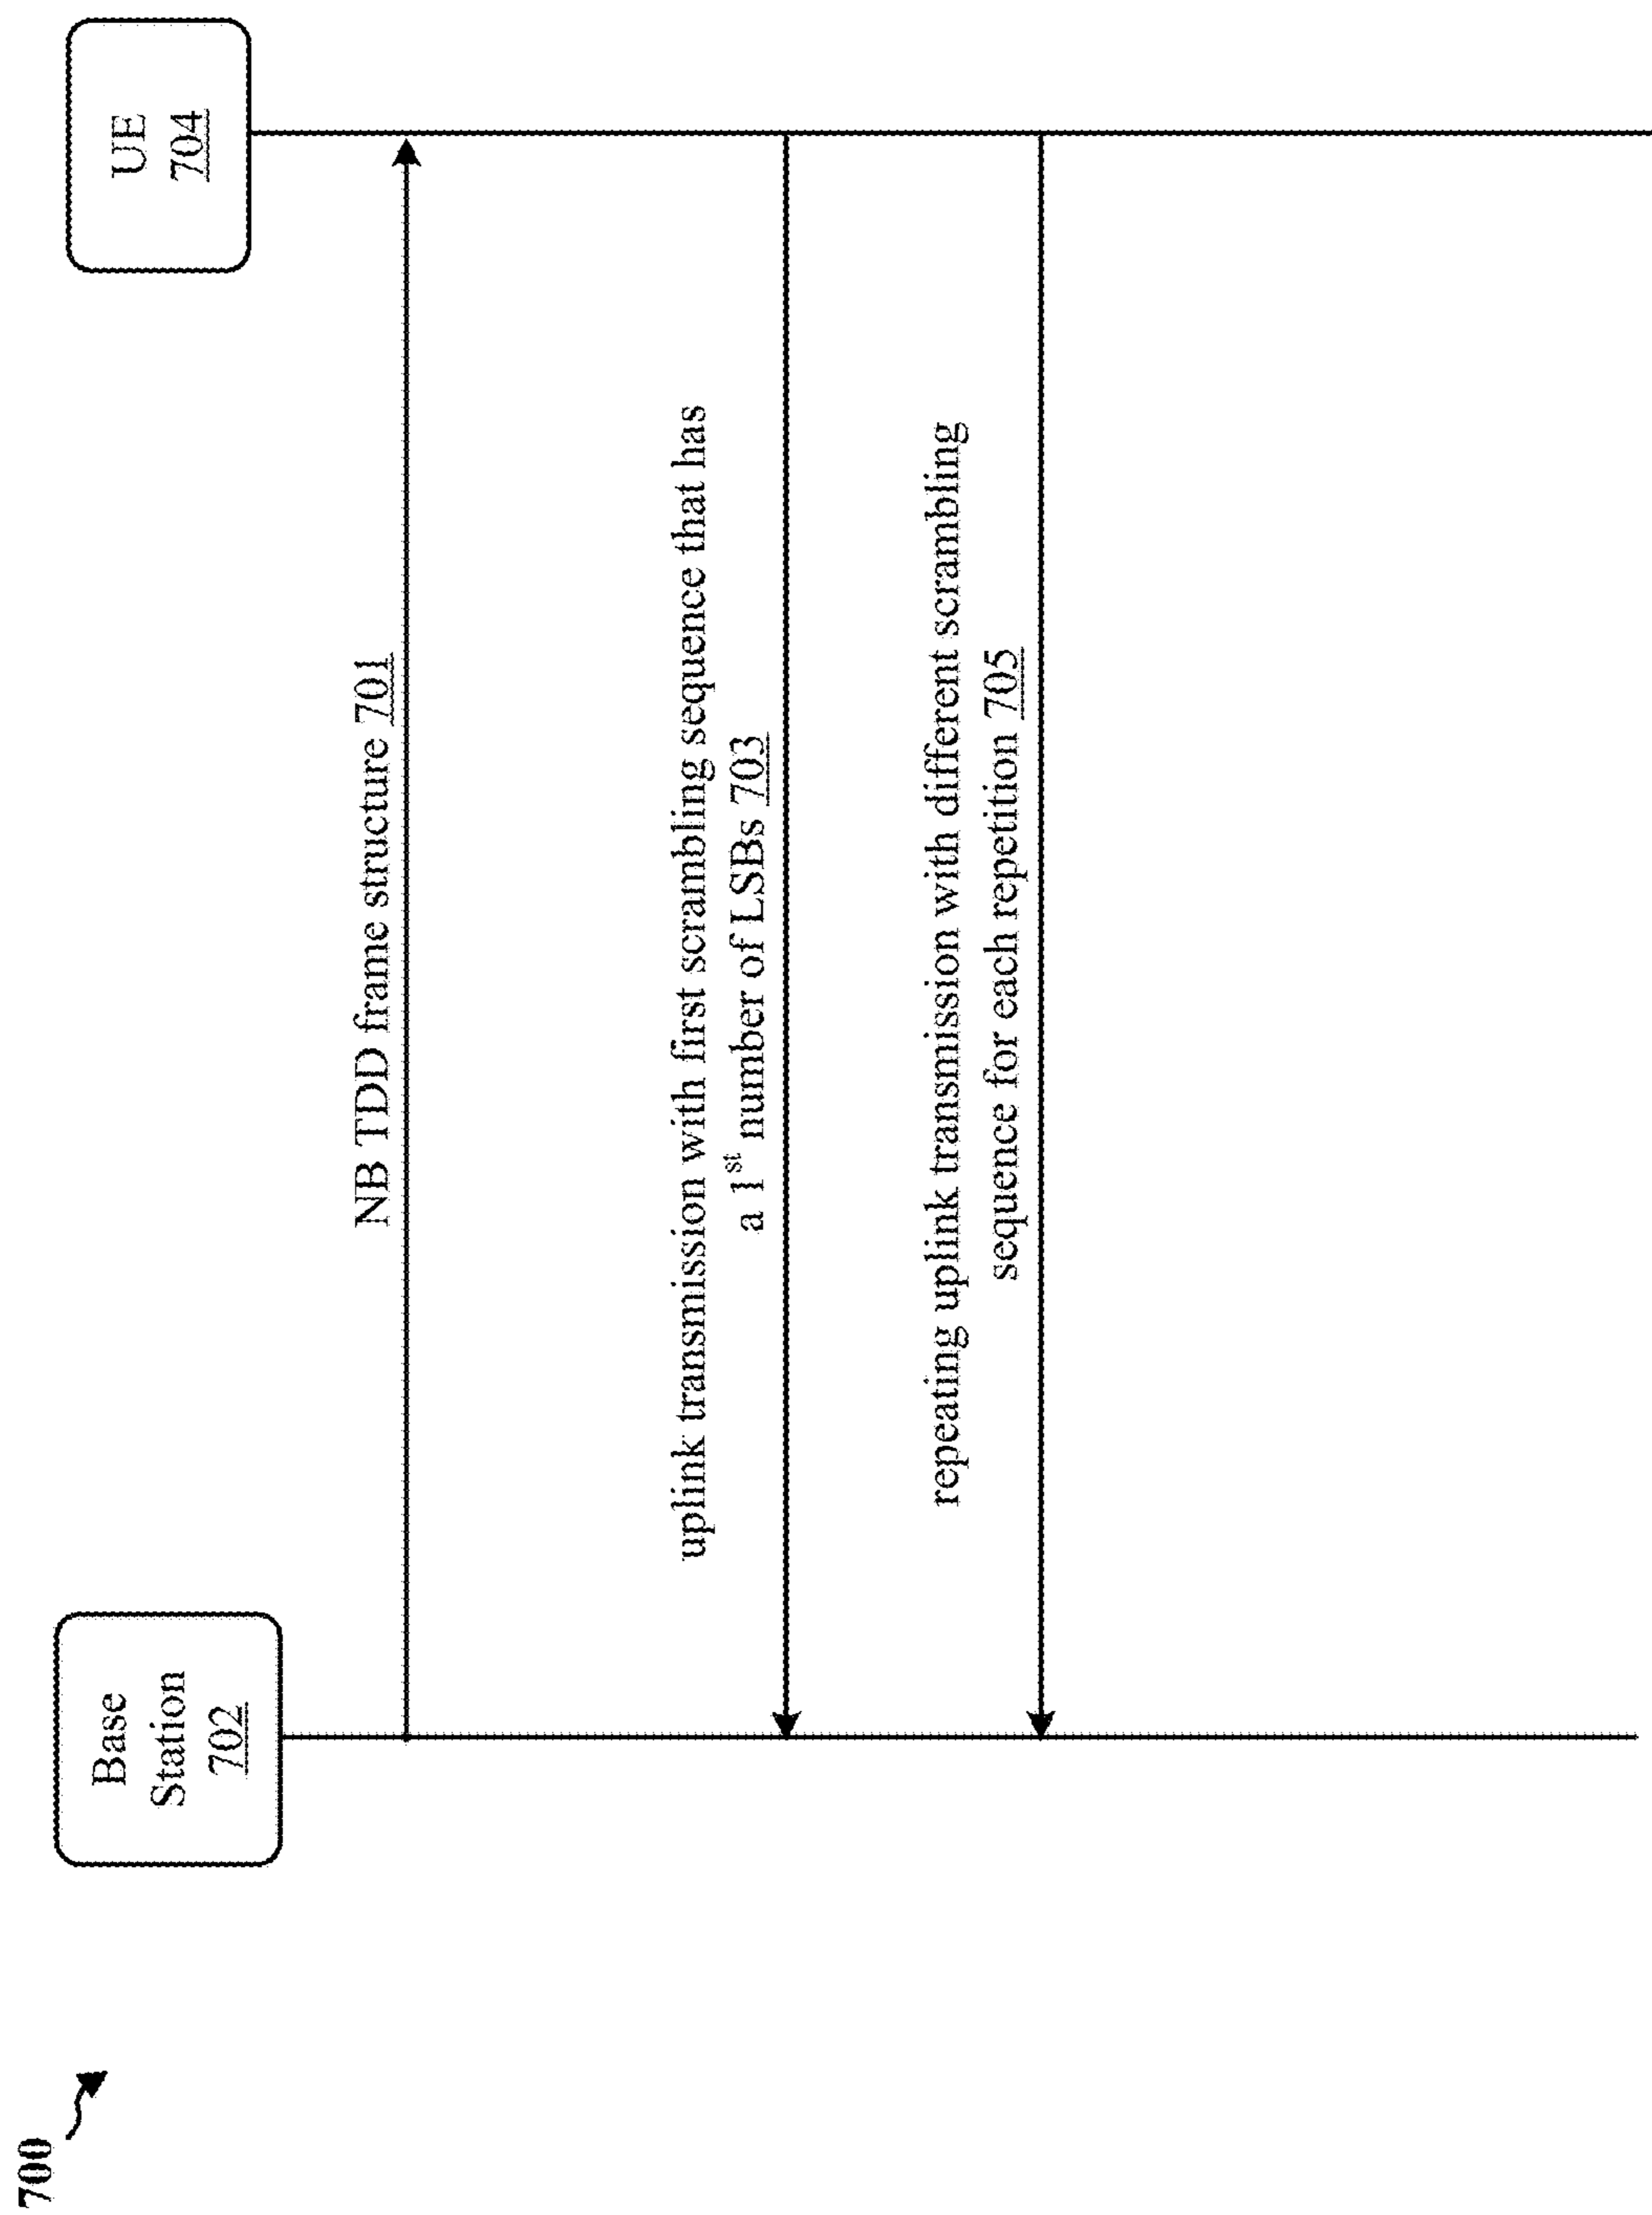 700
Base
Station
702
UE
704
NB TDD frame structure 701
uplink transmission with first scrambling sequence that has
a 1st number of LSBs 703
repeating uplink transmission with different scrambling
sequence for each repetition 705